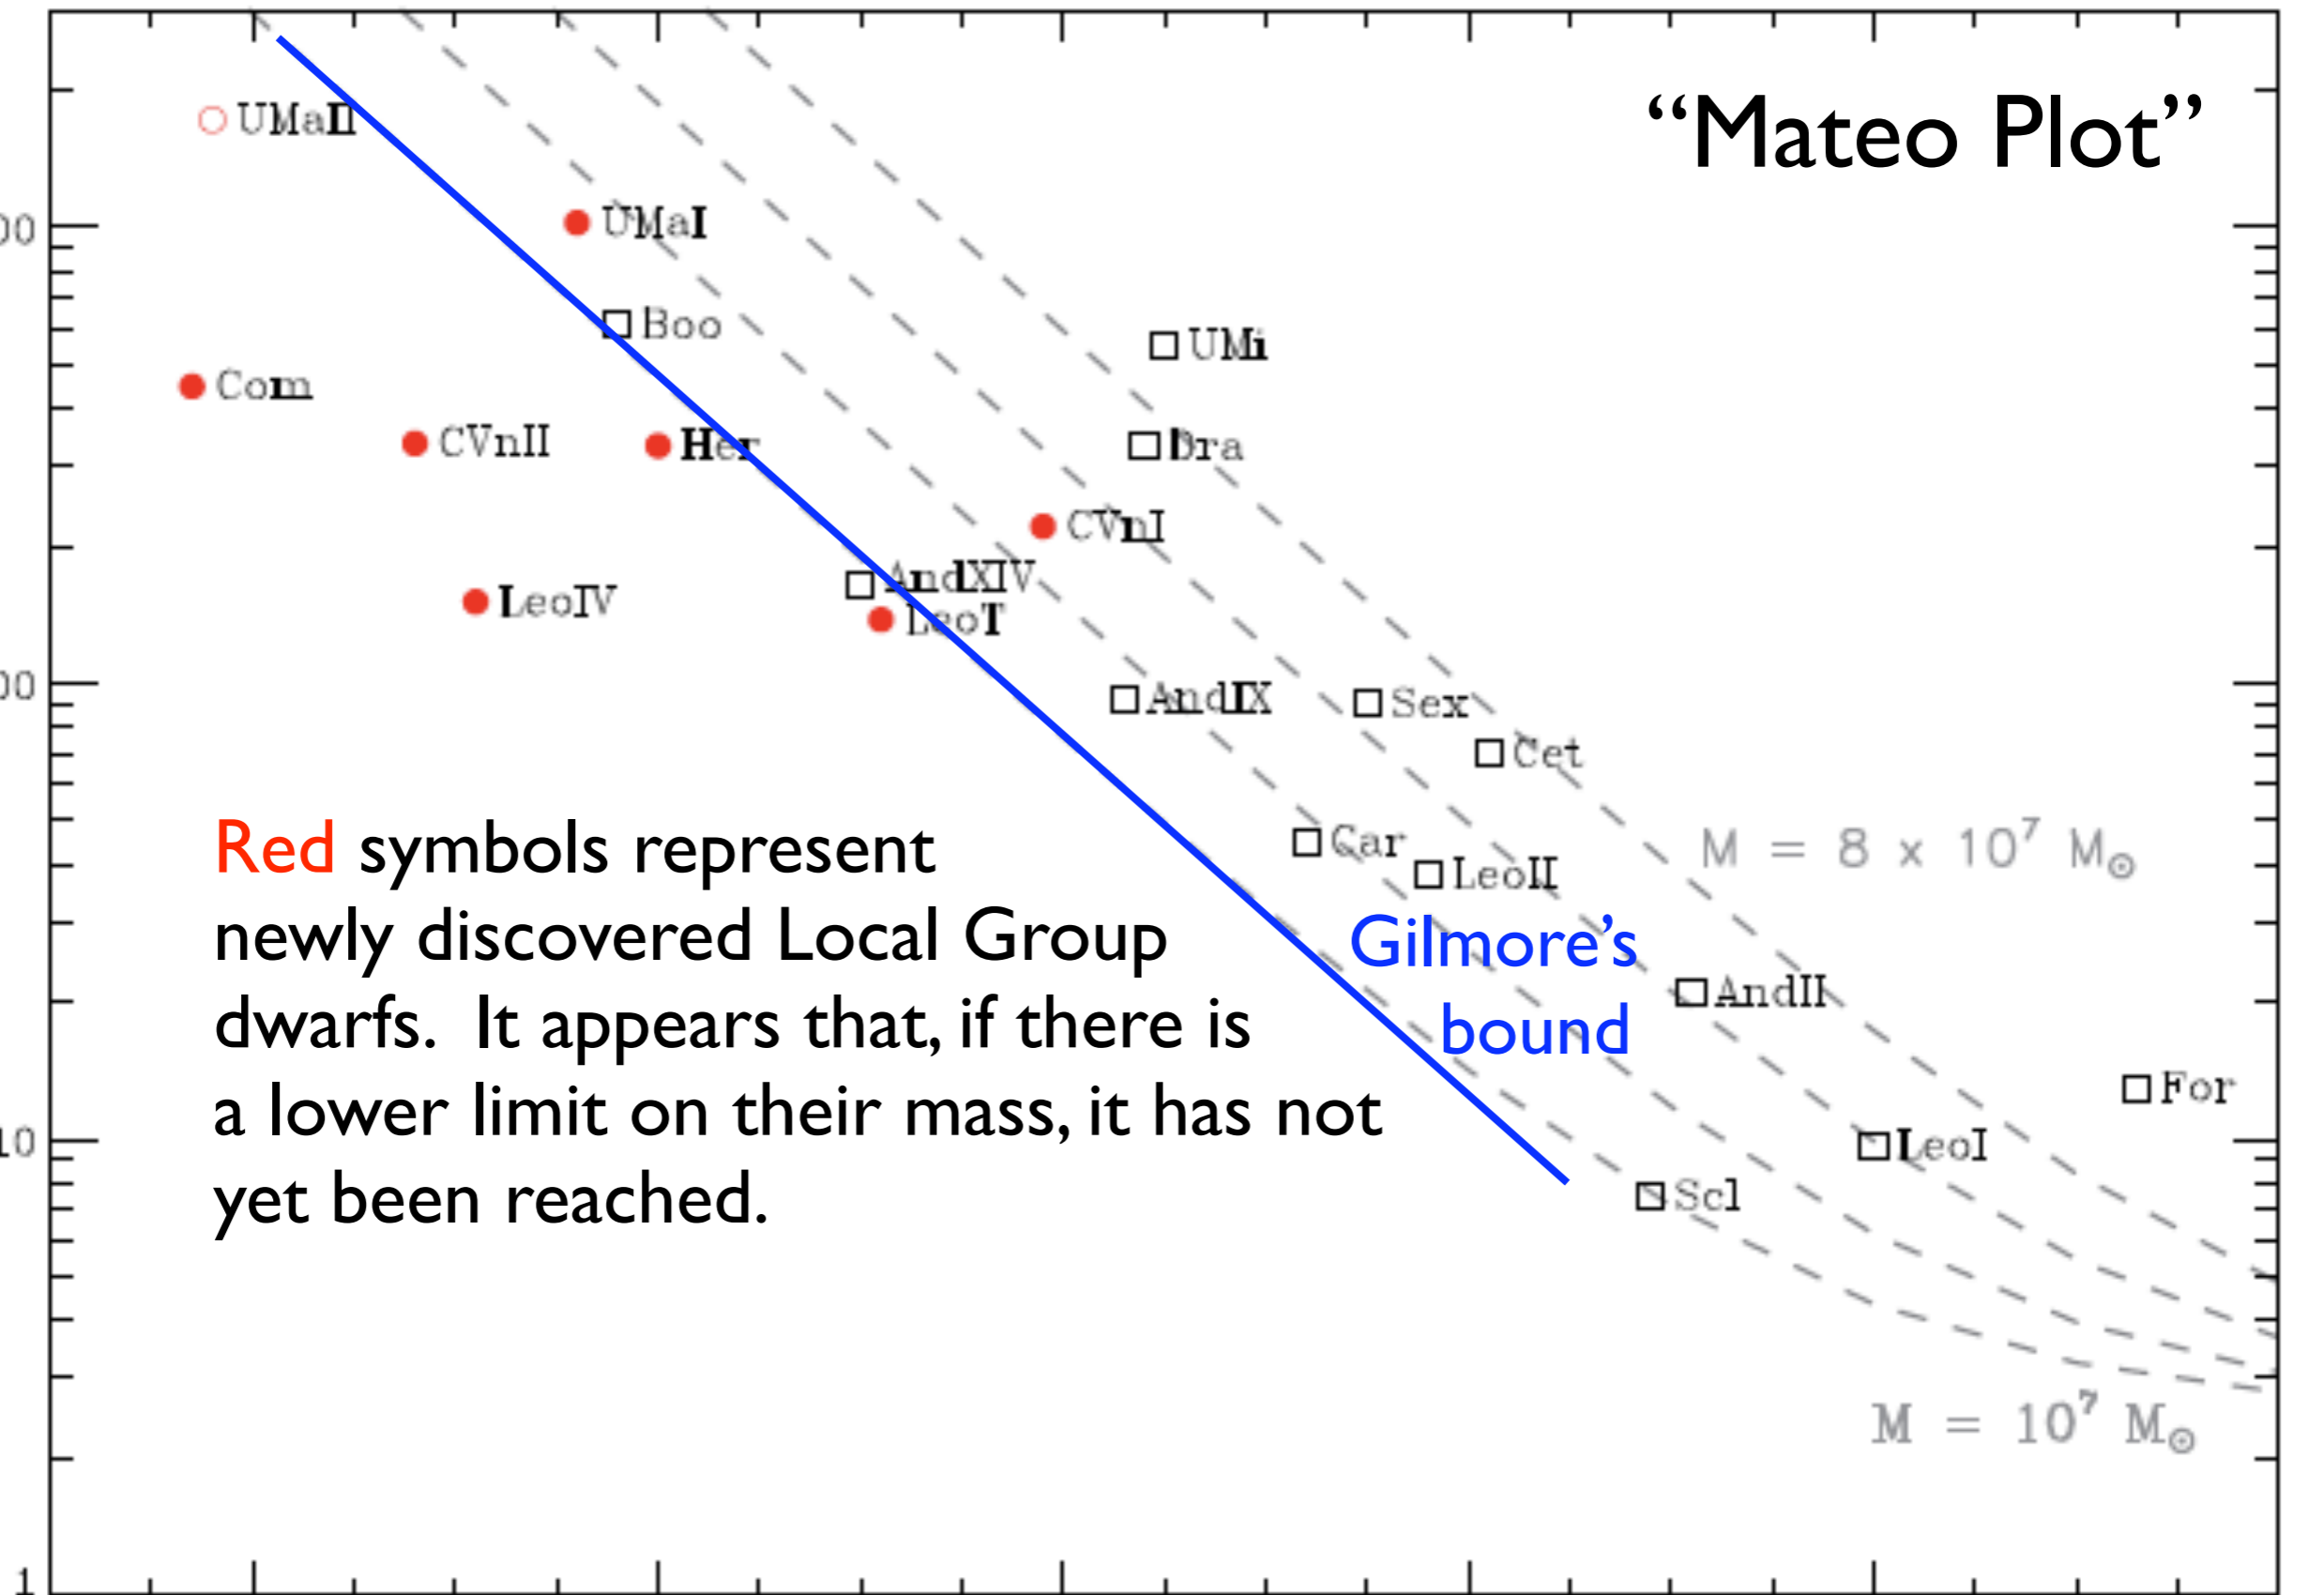 “Mateo Plot”
UMaII
00
UMaI
Boo
UMi
Com
CVnII
Her
Dra
CVnI
AndXIV
LeoIV
LeoT
00
AndIX
Sex
Cet
Car
LeoII
M = 8 x 10⁷ M⊙
Red symbols represent
newly discovered Local Group
dwarfs. It appears that, if there is
a lower limit on their mass, it has not
yet been reached.
Gilmore’s
bound
AndII
For
10
LeoI
Scl
M = 10⁷ M⊙
1